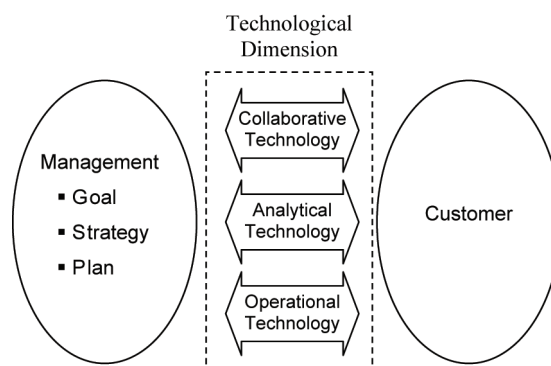 Technological
Dimension
Management
▪ Goal
▪ Strategy
▪ Plan
Collaborative
Technology
Analytical
Technology
Operational
Technology
Customer